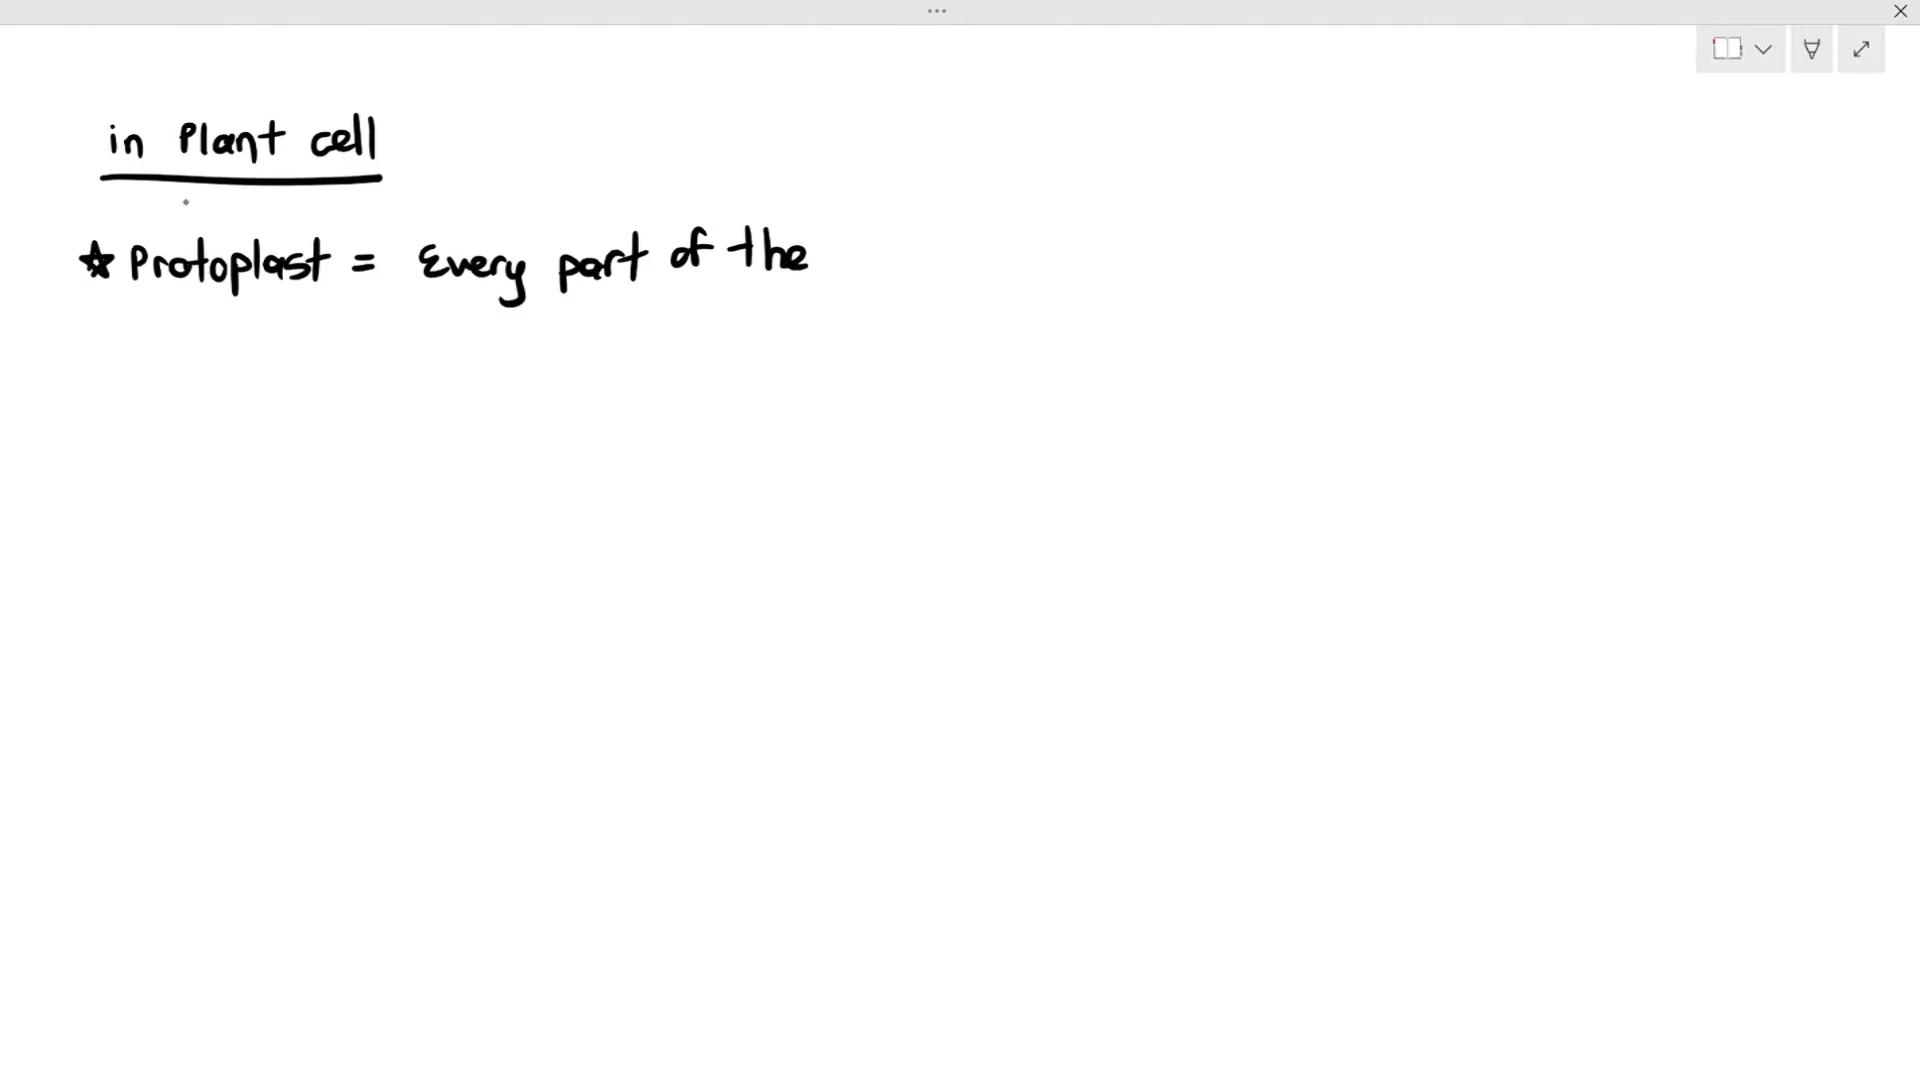 in Plant cell
☆ Protoplast = Every part of the